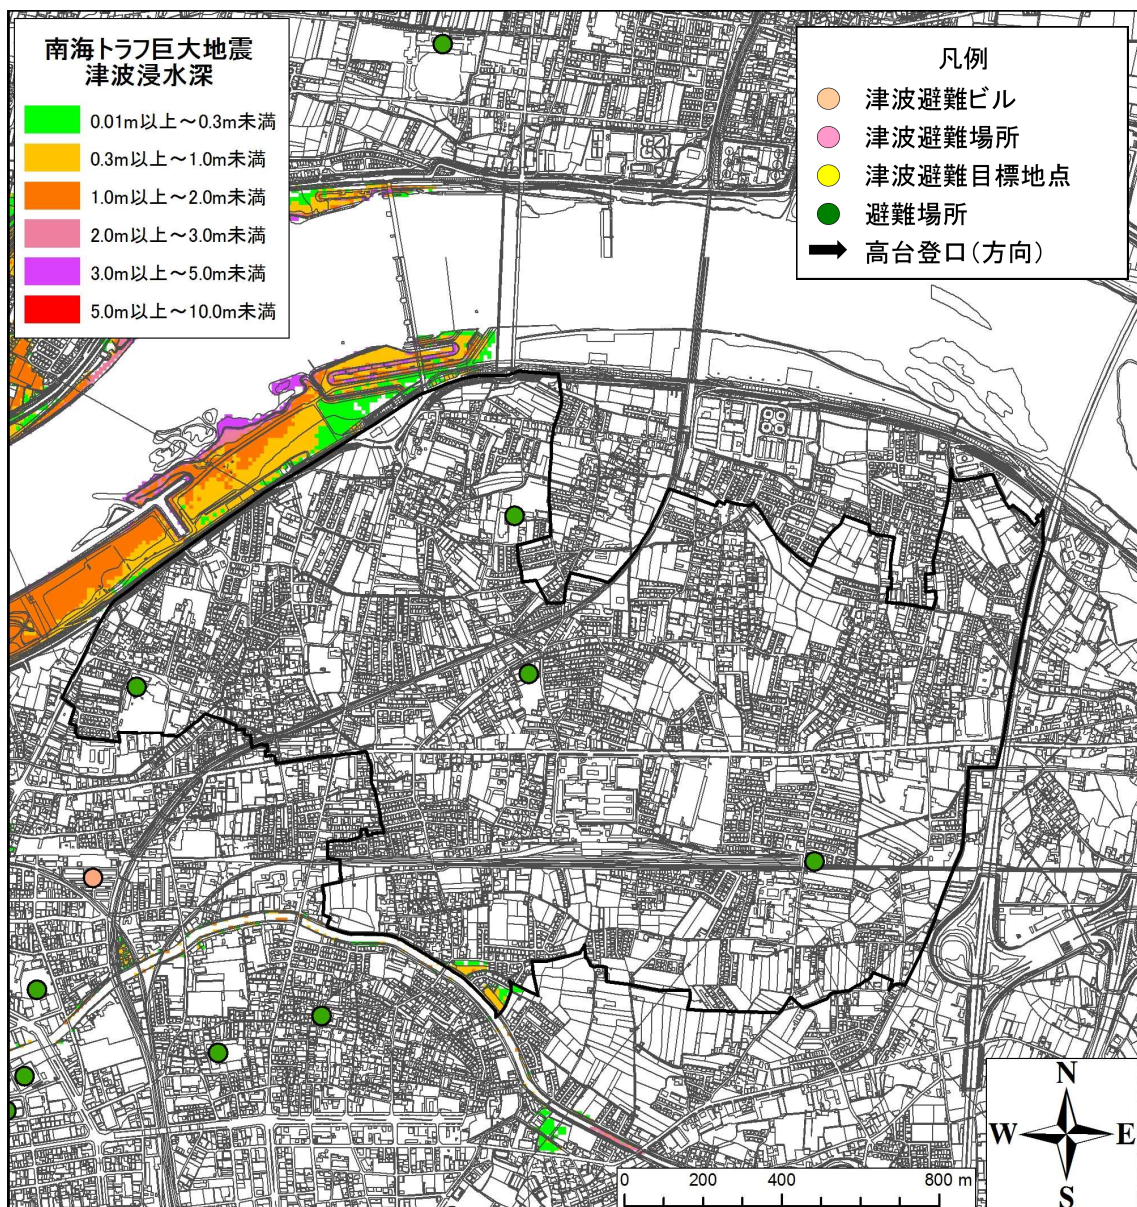 南海トラフ巨大地震
津波浸水深
0.01m以上～0.3m未満
0.3m以上～1.0m未満
1.0m以上～2.0m未満
2.0m以上～3.0m未満
3.0m以上～5.0m未満
5.0m以上～10.0m未満
凡例
津波避難ビル
津波避難場所
津波避難目標地点
避難場所
高台登口(方向)
N
W E
S
0 200 400 800 m